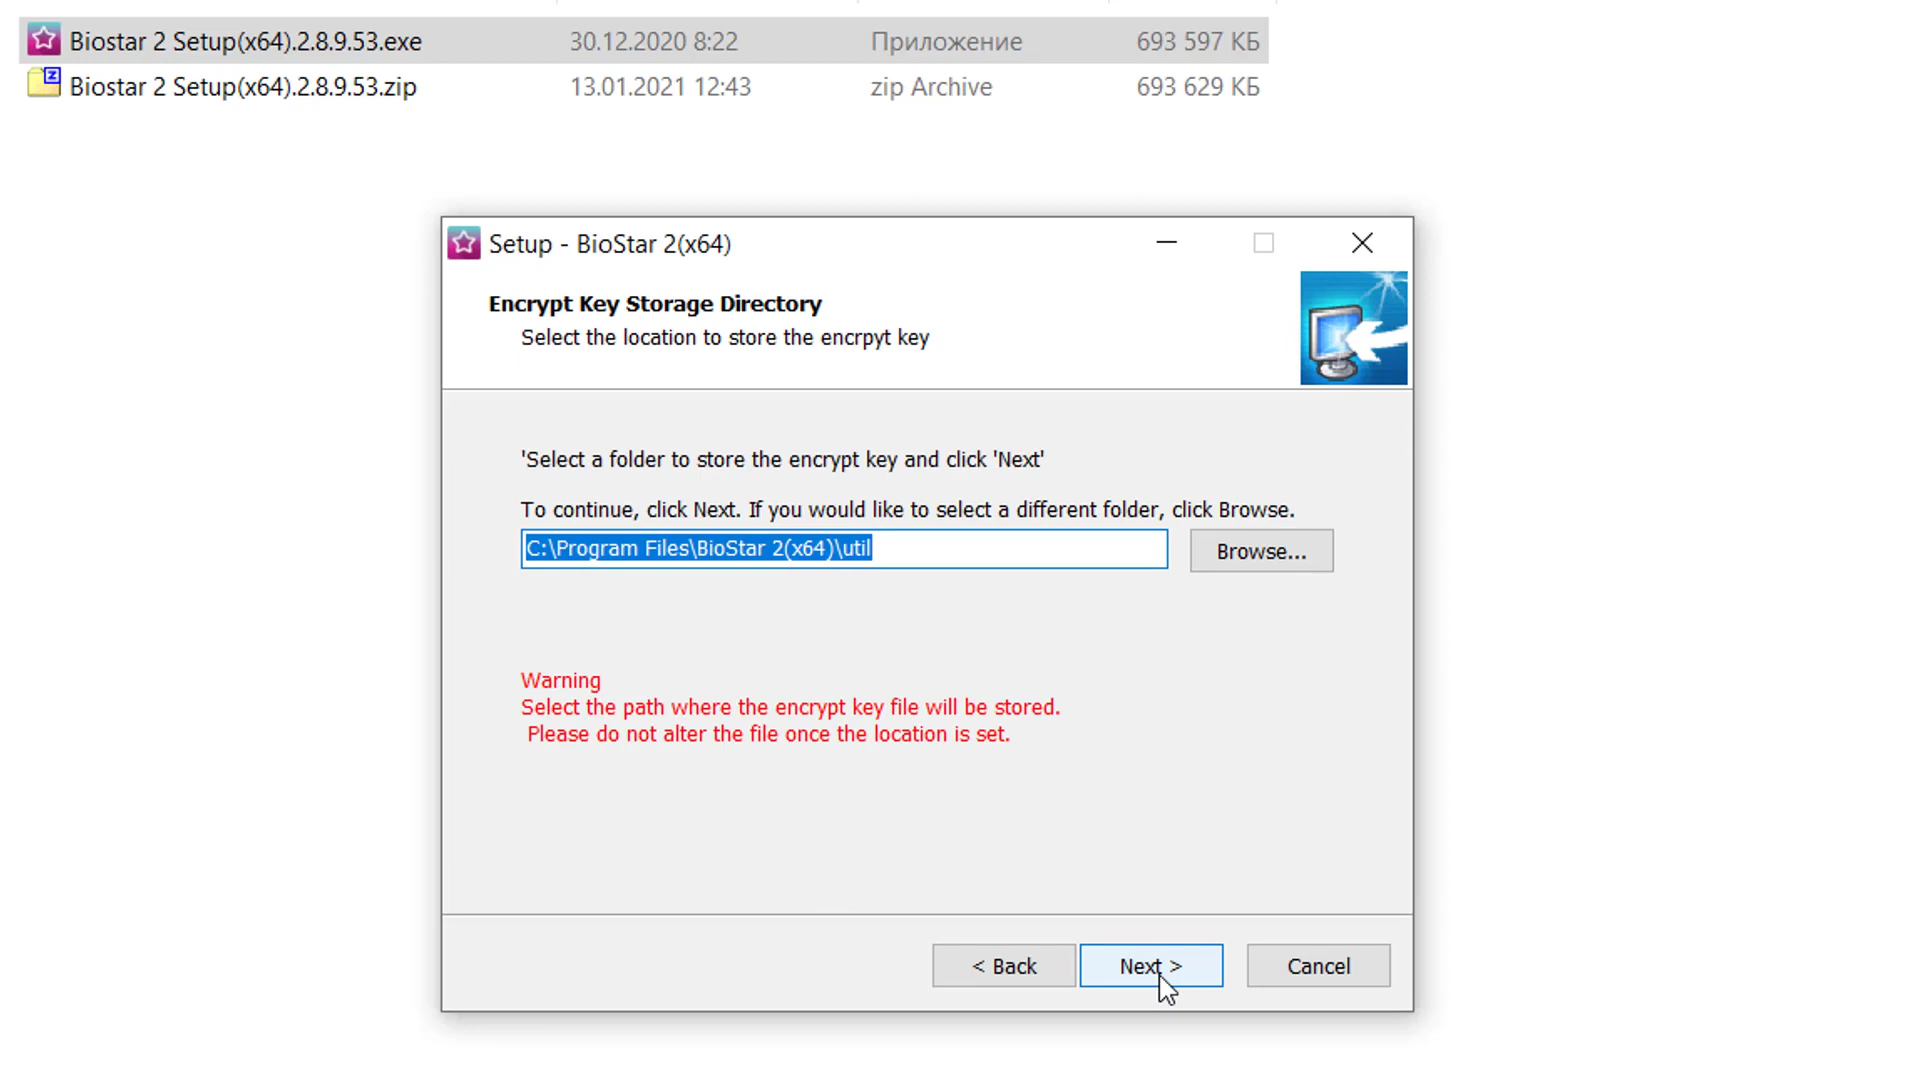 Biostar 2 Setup(x64).2.8.9.53.exe 30.12.2020 8:22 Приложение 693 597 КБ
Biostar 2 Setup(x64).2.8.9.53.zip 13.01.2021 12:43 zip Archive 693 629 КБ
Setup - BioStar 2(x64)
Encrypt Key Storage Directory
Select the location to store the encrpyt key
'Select a folder to store the encrypt key and click 'Next'
To continue, click Next. If you would like to select a different folder, click Browse.
C:\Program Files\BioStar 2(x64)\util
Browse...
Warning
Select the path where the encrypt key file will be stored.
Please do not alter the file once the location is set.
< Back Next > Cancel